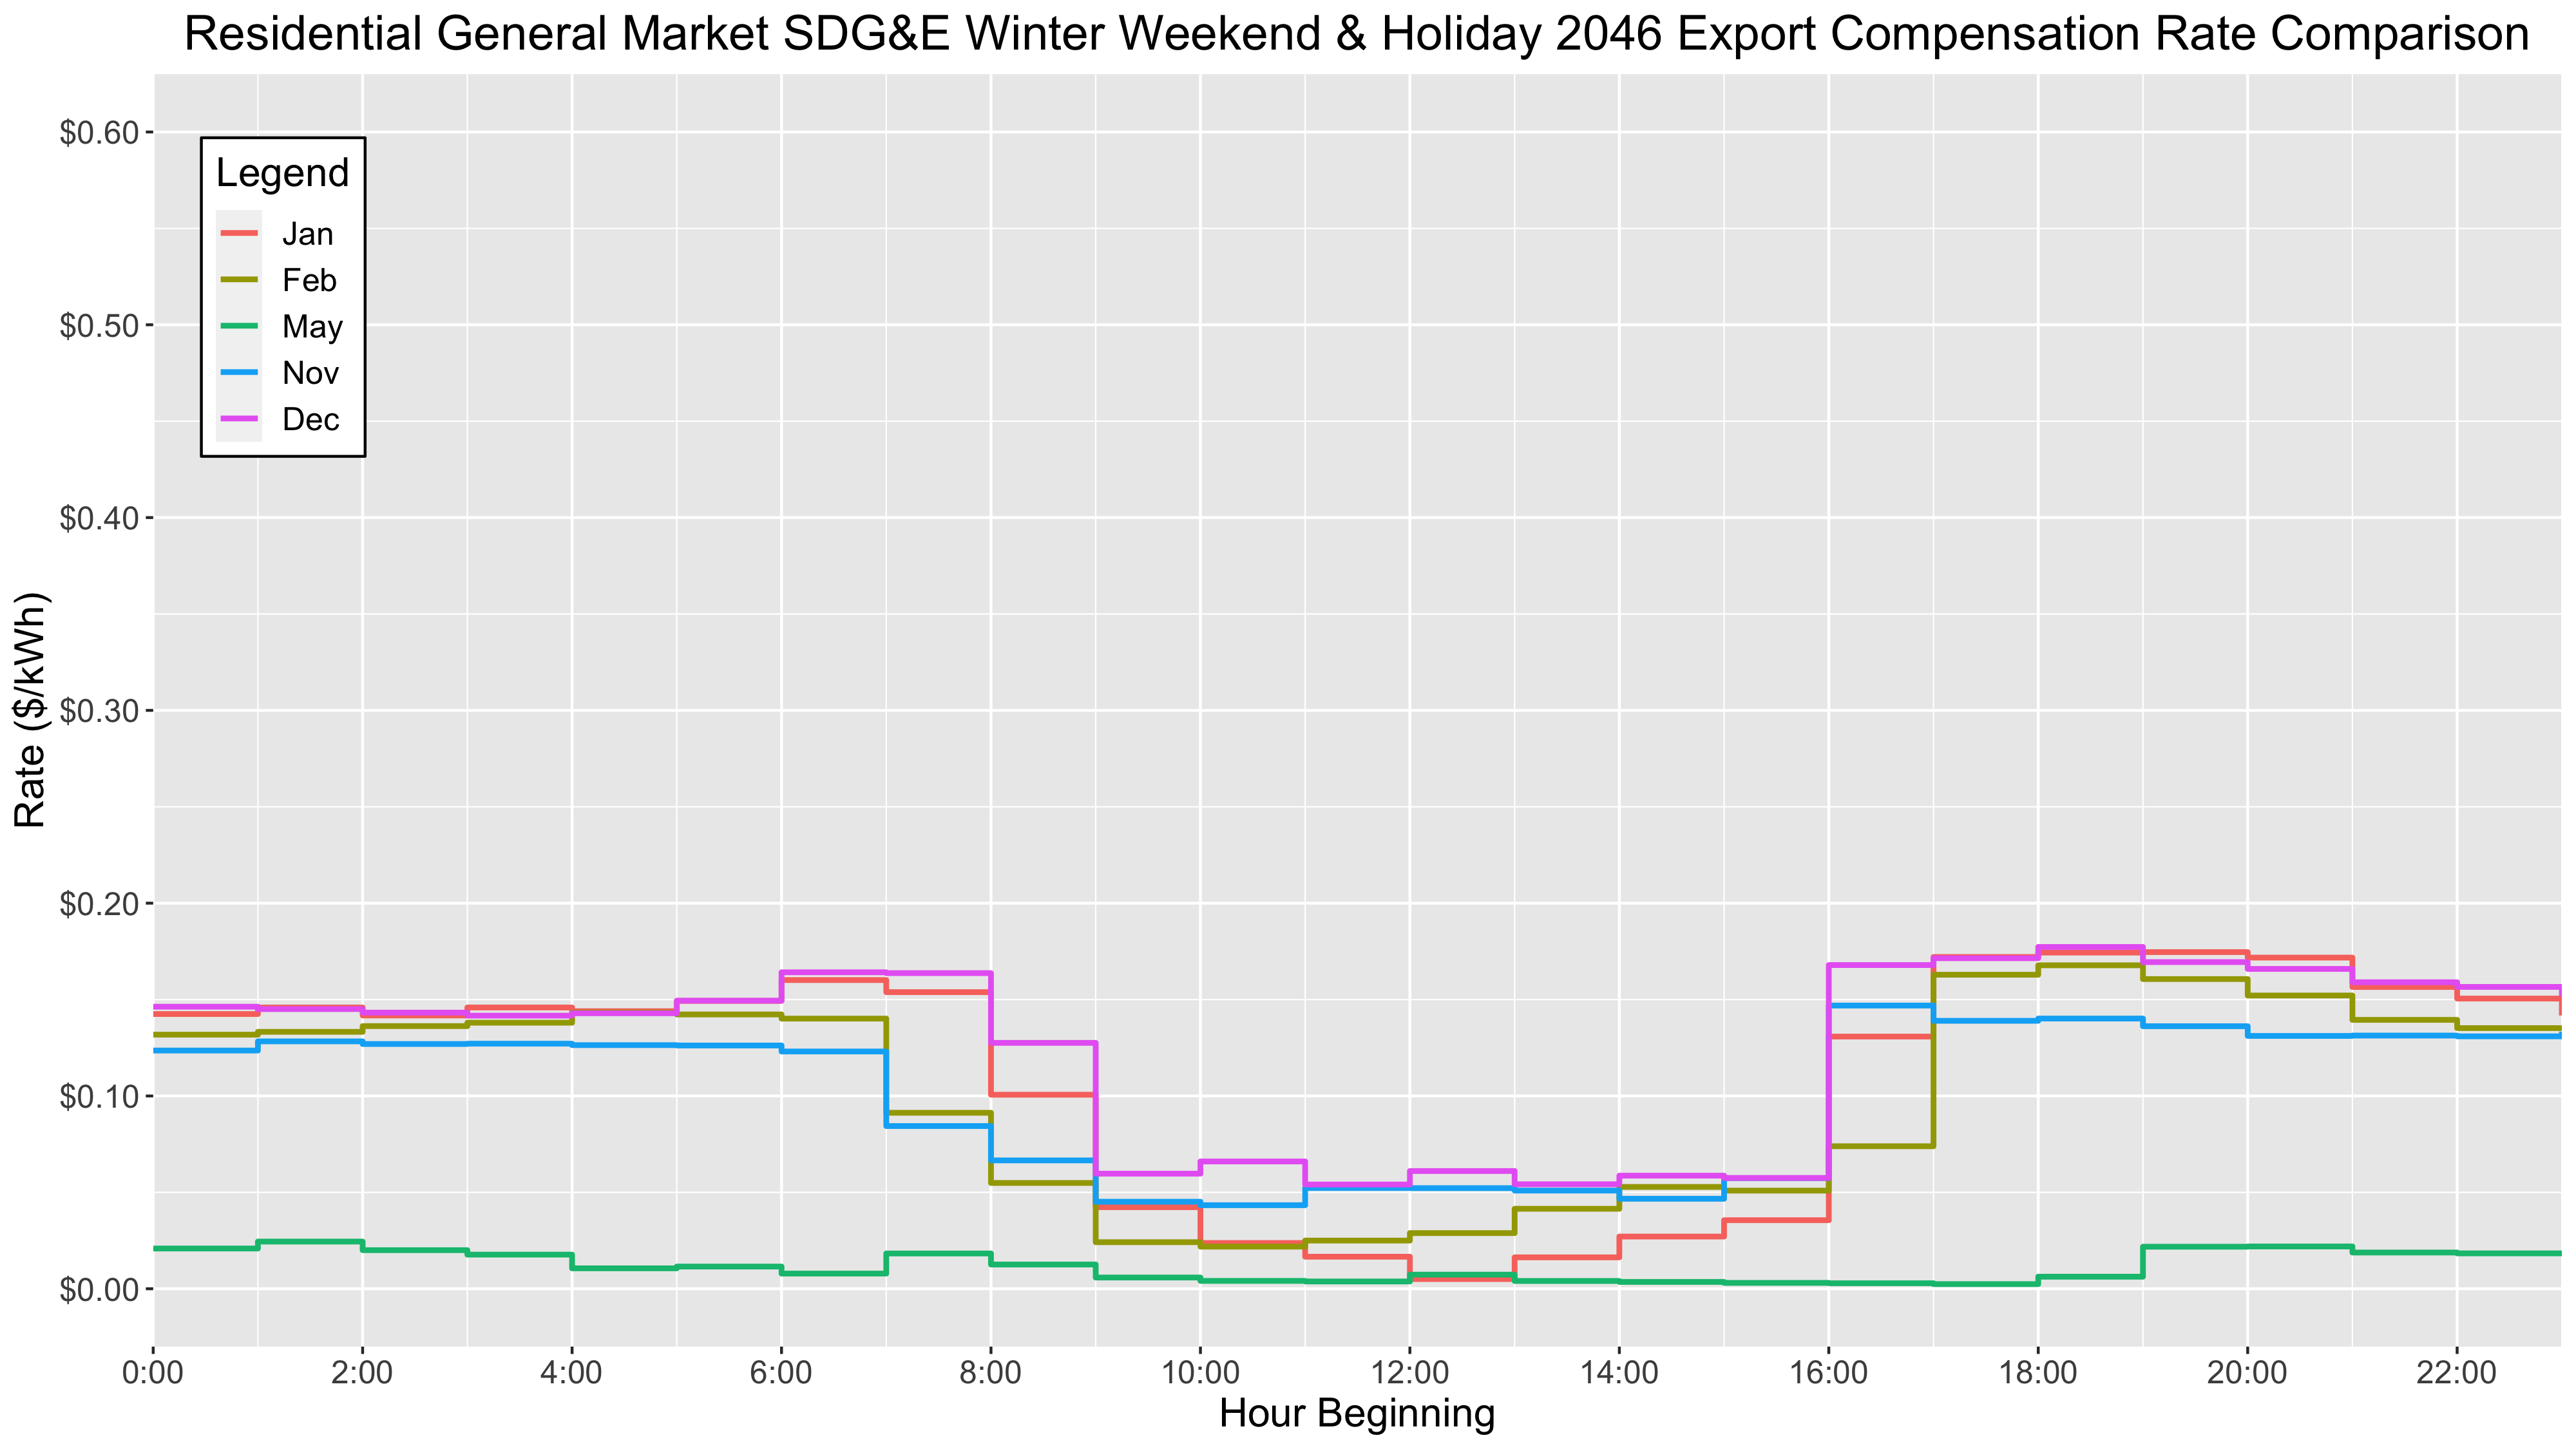 Residential General Market SDG&E Winter Weekend & Holiday 2046 Export Compensation Rate Comparison
Rate ($/kWh)
$0.60
$0.50
$0.40
$0.30
$0.20
$0.10
$0.00
Legend
Jan
Feb
May
Nov
Dec
0:00 2:00 4:00 6:00 8:00 10:00 12:00 14:00 16:00 18:00 20:00 22:00
Hour Beginning